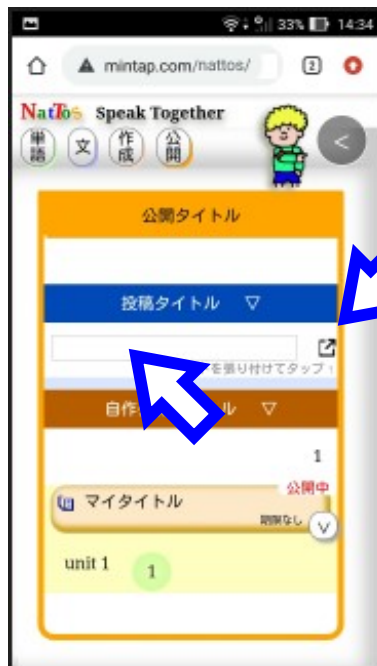 33% 14:34
mintap.com/nattos/ 2
NatTos Speak Together
単語 文 作成 公開
<
公開タイトル
投稿タイトル ▽
を張り付けてタップ↑
自作 ル ▽
1
公開中
マイタイトル
期限なし
unit 1 1